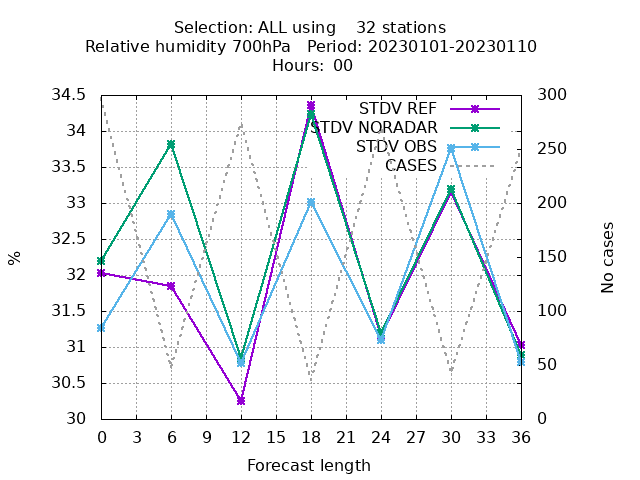 Selection: ALL using    32 stations
Relative humidity 700hPa   Period: 20230101-20230110
Hours:  00
STDV REF
STDV NORADAR
STDV OBS
CASES
%
34.5
34
33.5
33
32.5
32
31.5
31
30.5
30
300
250
200
150
100
50
0
No cases
0 3 6 9 12 15 18 21 24 27 30 33 36
Forecast length